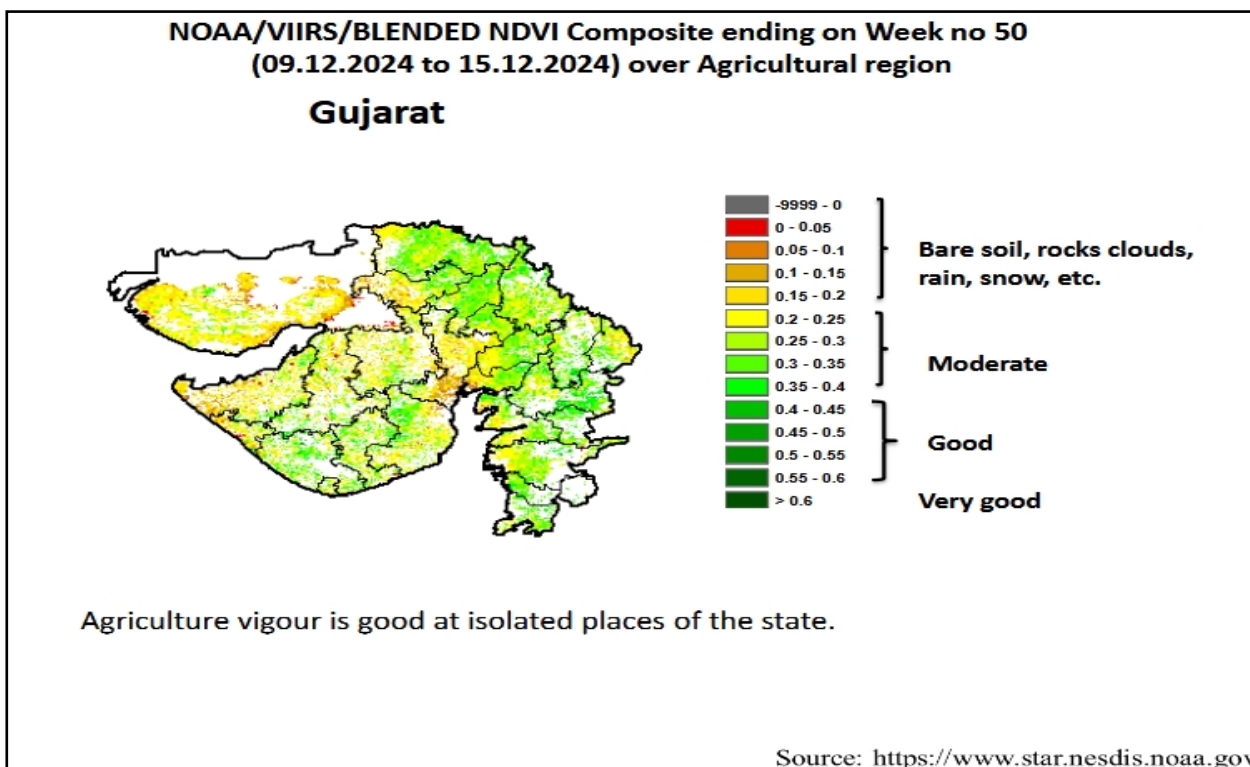 NOAA/VIIRS/BLENDED NDVI Composite ending on Week no 50
(09.12.2024 to 15.12.2024) over Agricultural region
Gujarat
-9999 - 0
0 - 0.05
0.05 - 0.1
0.1 - 0.15
0.15 - 0.2
Bare soil, rocks clouds,
rain, snow, etc.
0.2 - 0.25
0.25 - 0.3
0.3 - 0.35
0.35 - 0.4
Moderate
0.4 - 0.45
0.45 - 0.5
0.5 - 0.55
0.55 - 0.6
Good
> 0.6
Very good
Agriculture vigour is good at isolated places of the state.
Source: https://www.star.nesdis.noaa.gov